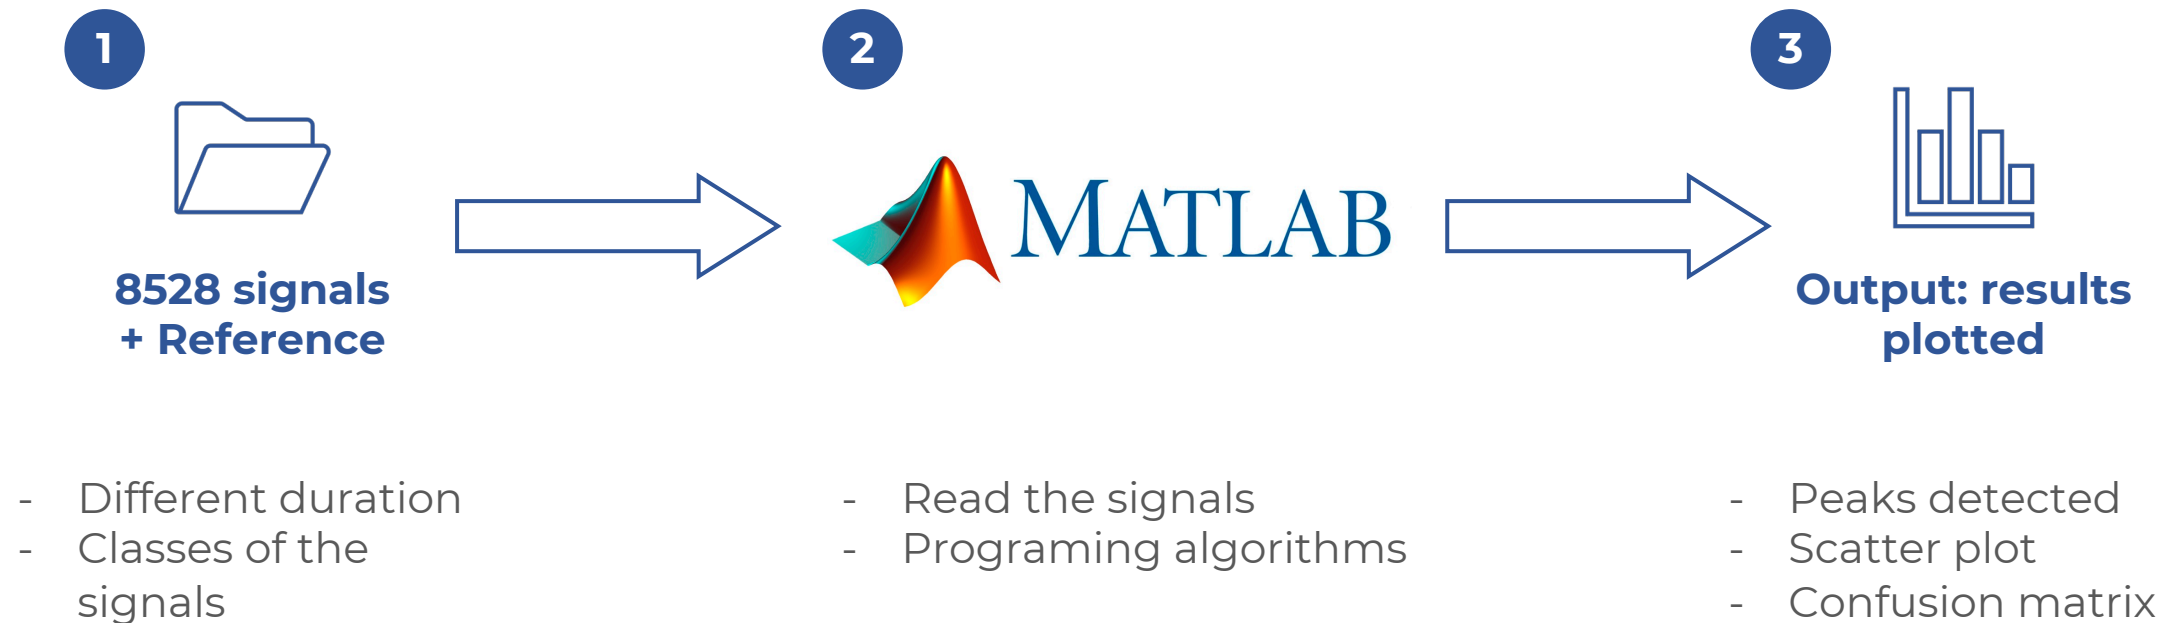 1
8528 signals
+ Reference
- Different duration
- Classes of the
signals
2
MATLAB
- Read the signals
- Programing algorithms
3
Output: results
plotted
- Peaks detected
- Scatter plot
- Confusion matrix